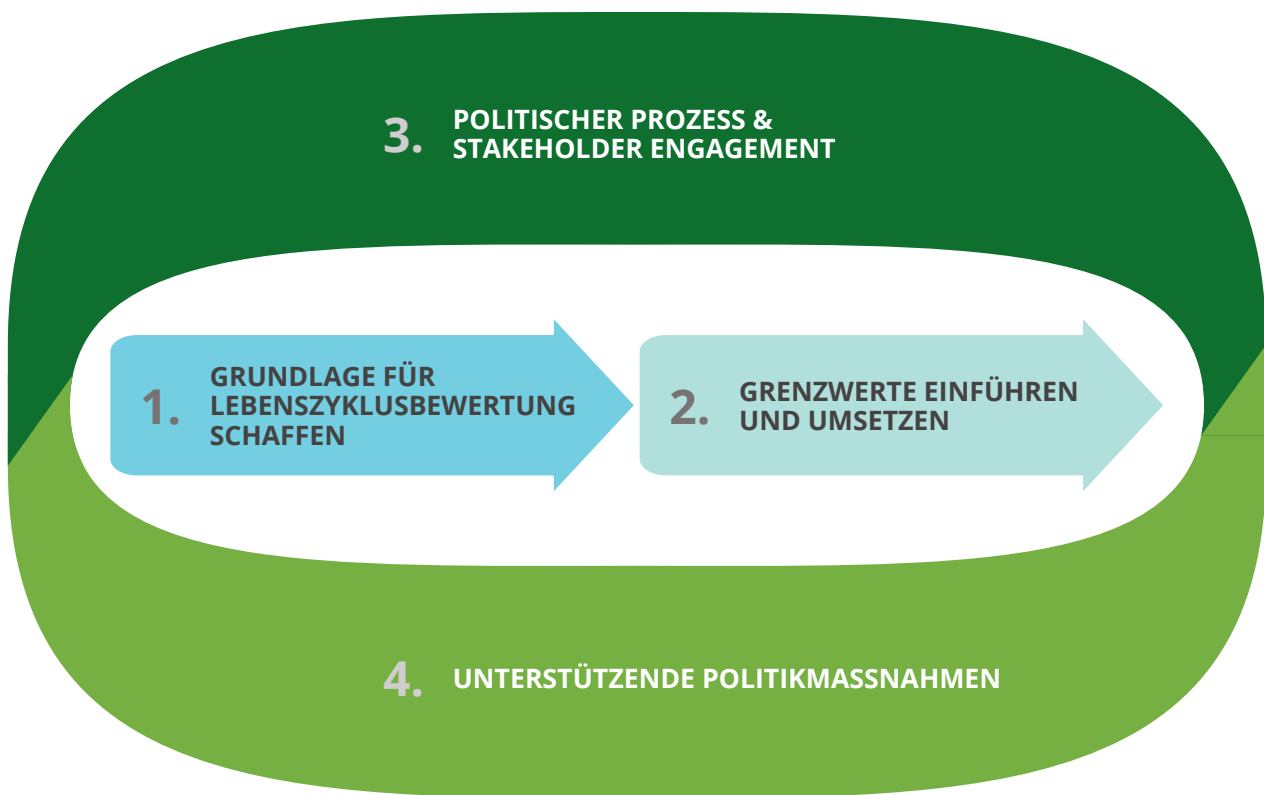 3. POLITISCHER PROZESS &
STAKEHOLDER ENGAGEMENT
1. GRUNDLAGE FÜR
LEBENSZYKLUSBEWERTUNG
SCHAFFEN
2. GRENZWERTE EINFÜHREN
UND UMSETZEN
4. UNTERSTÜTZENDE POLITIKMASSNAHMEN